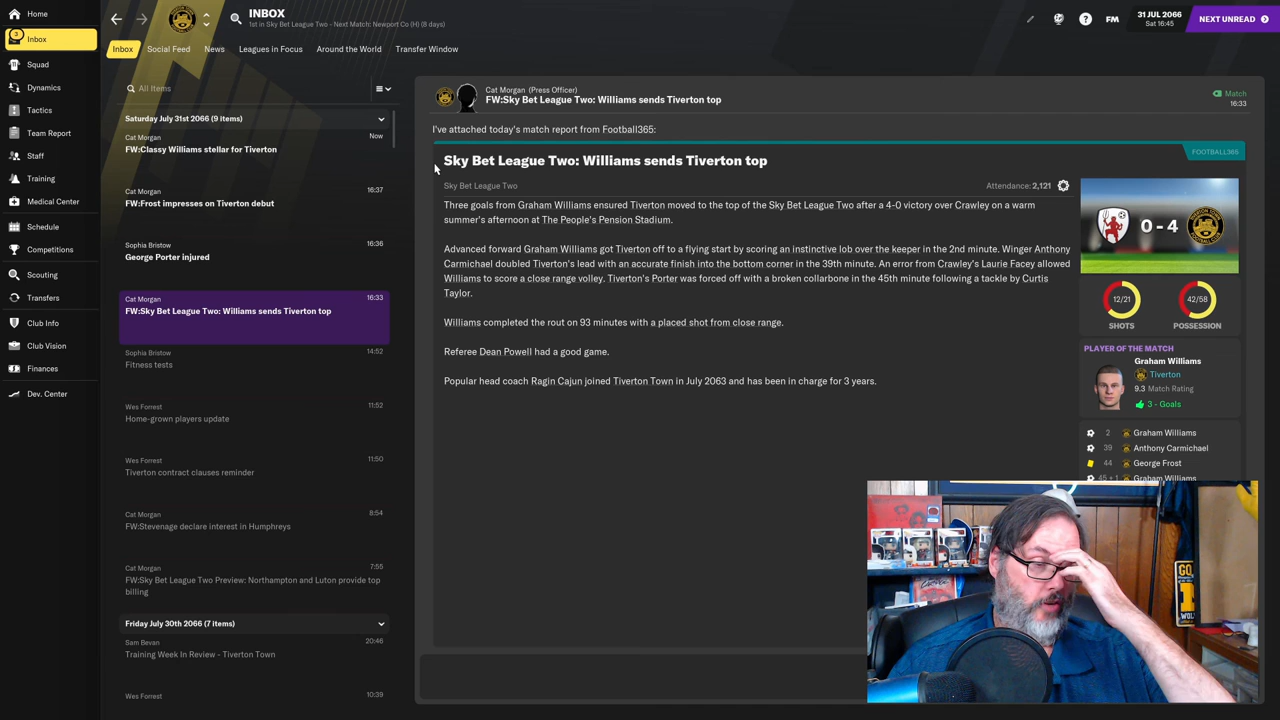 Home
Inbox
3
Squad
Dynamics
Tactics
Team Report
Staff
Training
Medical Center
Schedule
Competitions
Scouting
Transfers
Club Info
Club Vision
Finances
Dev. Center
INBOX
1st in Sky Bet League Two - Next Match: Newport Co (H) (8 days)
FM
31 JUL 2066
Sat 16:45
NEXT UNREAD
Inbox
Social Feed
News
Leagues in Focus
Around the World
Transfer Window
All Items
Saturday July 31st 2066 (9 items)
Cat Morgan
Now
FW:Classy Williams stellar for Tiverton
Cat Morgan
16:37
FW:Frost impresses on Tiverton debut
Sophia Bristow
16:36
George Porter injured
Cat Morgan
16:33
FW:Sky Bet League Two: Williams sends Tiverton top
Sophia Bristow
14:52
Fitness tests
Wes Forrest
11:52
Home-grown players update
Wes Forrest
11:50
Tiverton contract clauses reminder
Cat Morgan
8:54
FW:Stevenage declare interest in Humphreys
Cat Morgan
7:55
FW:Sky Bet League Two Preview: Northampton and Luton provide top
billing
Friday July 30th 2066 (7 items)
Sam Bevan
20:46
Training Week In Review - Tiverton Town
Wes Forrest
10:39
Cat Morgan (Press Officer)
FW:Sky Bet League Two: Williams sends Tiverton top
Match
16:33
I've attached today's match report from Football365:
Sky Bet League Two: Williams sends Tiverton top
FOOTBALL365
Sky Bet League Two
Attendance: 2,121
Three goals from Graham Williams ensured Tiverton moved to the top of the Sky Bet League Two after a 4-0 victory over Crawley on a warm
summer's afternoon at The People's Pension Stadium.
Advanced forward Graham Williams got Tiverton off to a flying start by scoring an instinctive lob over the keeper in the 2nd minute. Winger Anthony
Carmichael doubled Tiverton's lead with an accurate finish into the bottom corner in the 39th minute. An error from Crawley's Laurie Facey allowed
Williams to score a close range volley. Tiverton's Porter was forced off with a broken collarbone in the 45th minute following a tackle by Curtis
Taylor.
Williams completed the rout on 93 minutes with a placed shot from close range.
Referee Dean Powell had a good game.
Popular head coach Ragin Cajun joined Tiverton Town in July 2063 and has been in charge for 3 years.
0 - 4
12/21
SHOTS
42/58
POSSESSION
PLAYER OF THE MATCH
Graham Williams
Tiverton
9.3 Match Rating
3 - Goals
2 Graham Williams
39 Anthony Carmichael
44 George Frost
45 + 1 Graham Williams